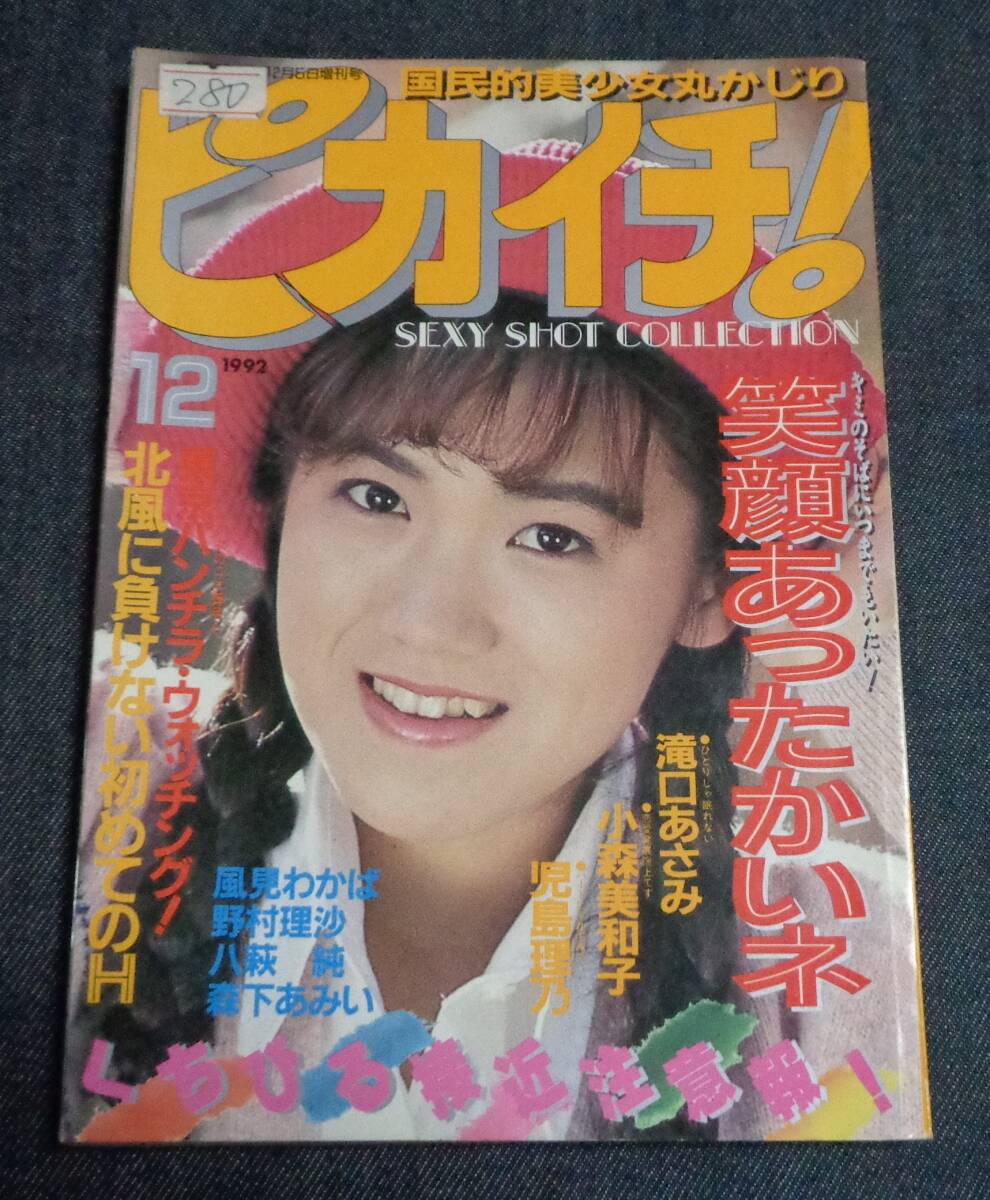 280
12月6日増刊号
国民的美少女丸かじり
ピカイチ!
SEXY SHOT COLLECTION
12
1992
キミのそばにいつまでもいたい!
笑顔あったかいネ
パンチラ・ウォッチング!
北風に負けない初めてのH
●ひとりじゃ眠れない
滝口あさみ
小森美和子
児島理乃
風見わかば
野村理沙
八萩 純
森下あみい
くちびる接近注意報!